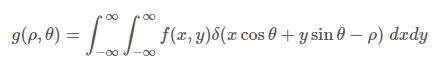 g(ρ, θ) = ∫_{-∞}^{∞} ∫_{-∞}^{∞} f(x, y)δ(x cos θ + y sin θ − ρ) dxdy